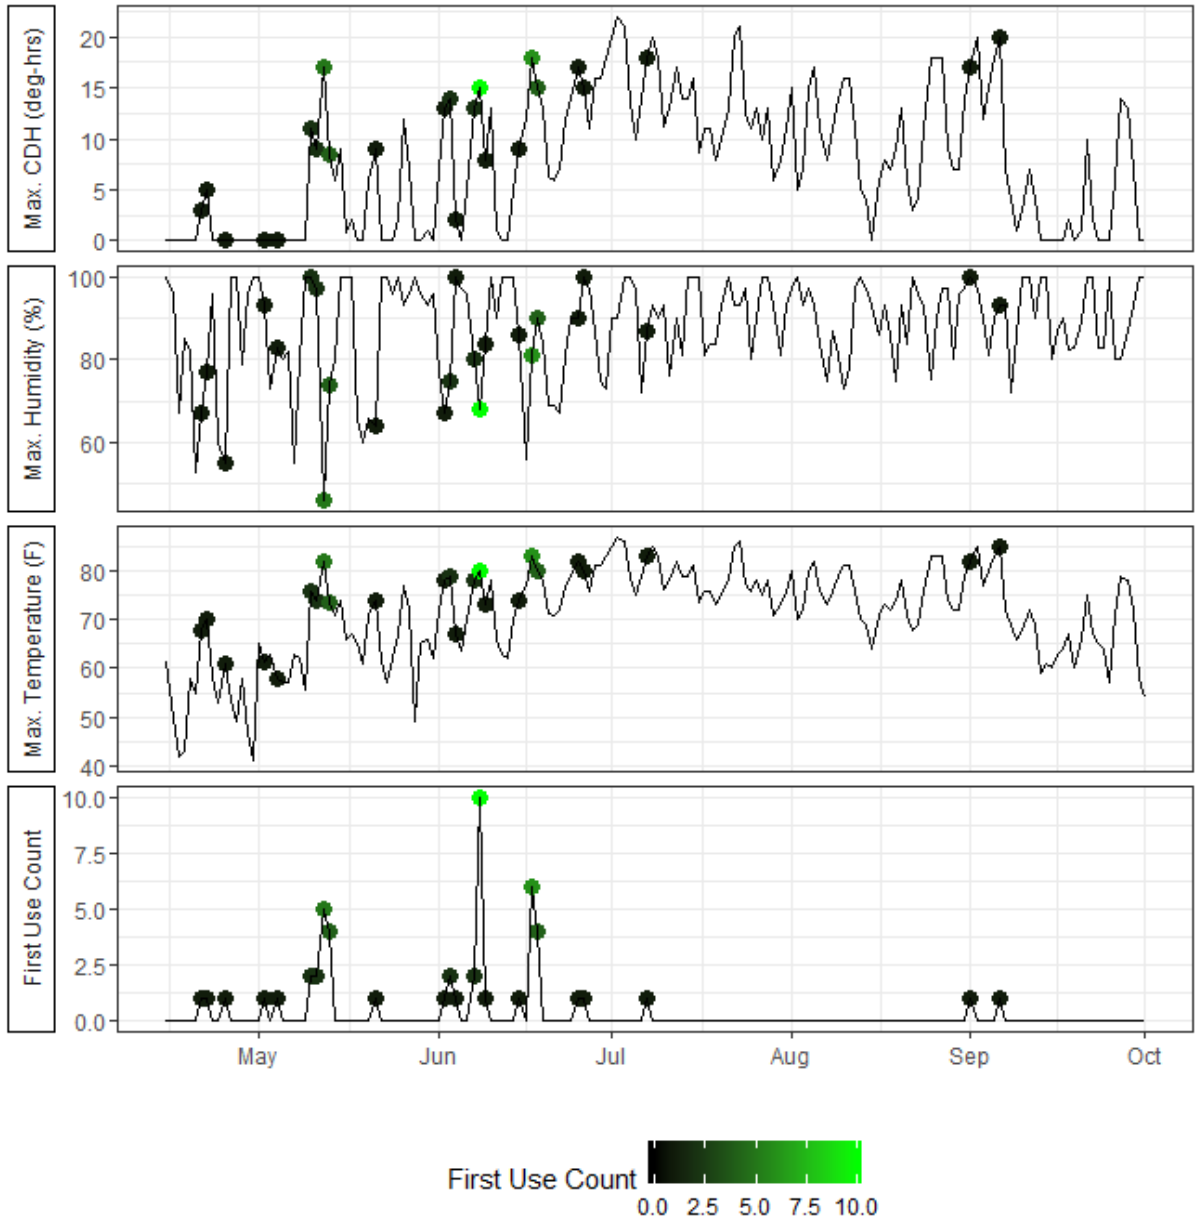 Max. CDH (deg-hrs)
20
15
10
5
0
Max. Humidity (%)
100
80
60
Max. Temperature (F)
80
70
60
50
40
First Use Count
10.0
7.5
5.0
2.5
0.0
May Jun Jul Aug Sep Oct
First Use Count
0.0 2.5 5.0 7.5 10.0